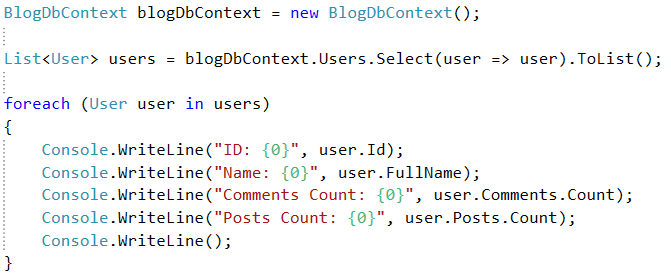 BlogDbContext blogDbContext = new BlogDbContext();
List<User> users = blogDbContext.Users.Select(user => user).ToList();
foreach (User user in users)
{
    Console.WriteLine("ID: {0}", user.Id);
    Console.WriteLine("Name: {0}", user.FullName);
    Console.WriteLine("Comments Count: {0}", user.Comments.Count);
    Console.WriteLine("Posts Count: {0}", user.Posts.Count);
    Console.WriteLine();
}